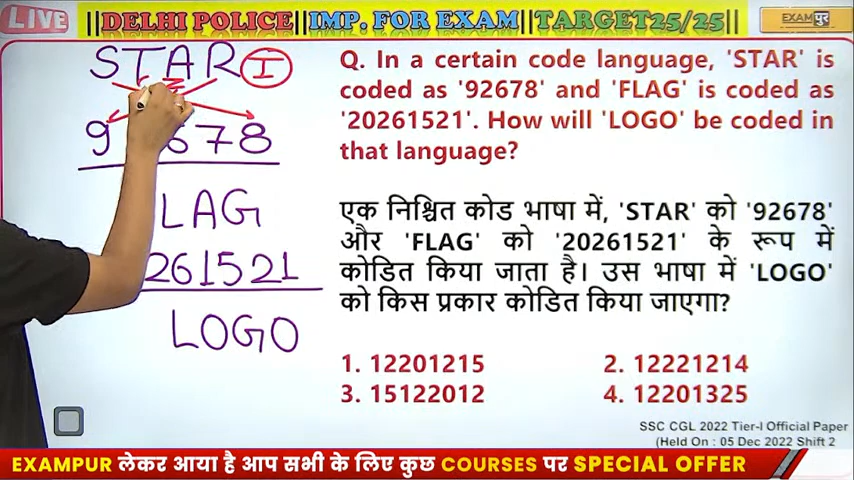 LIVE
||DELHI POLICE||IMP. FOR EXAM||TARGET25/25||
EXAMपुर
STAR I
9 678
LAG
261521
LOGO
Q. In a certain code language, 'STAR' is
coded as '92678' and 'FLAG' is coded as
'20261521'. How will 'LOGO' be coded in
that language?
एक निश्चित कोड भाषा में, 'STAR' को '92678'
और 'FLAG' को '20261521' के रूप में
कोडित किया जाता है। उस भाषा में 'LOGO'
को किस प्रकार कोडित किया जाएगा?
1. 12201215 2. 12221214
3. 15122012 4. 12201325
SSC CGL 2022 Tier-I Official Paper
(Held On : 05 Dec 2022 Shift 2
EXAMPUR लेकर आया है आप सभी के लिए कुछ COURSES पर SPECIAL OFFER